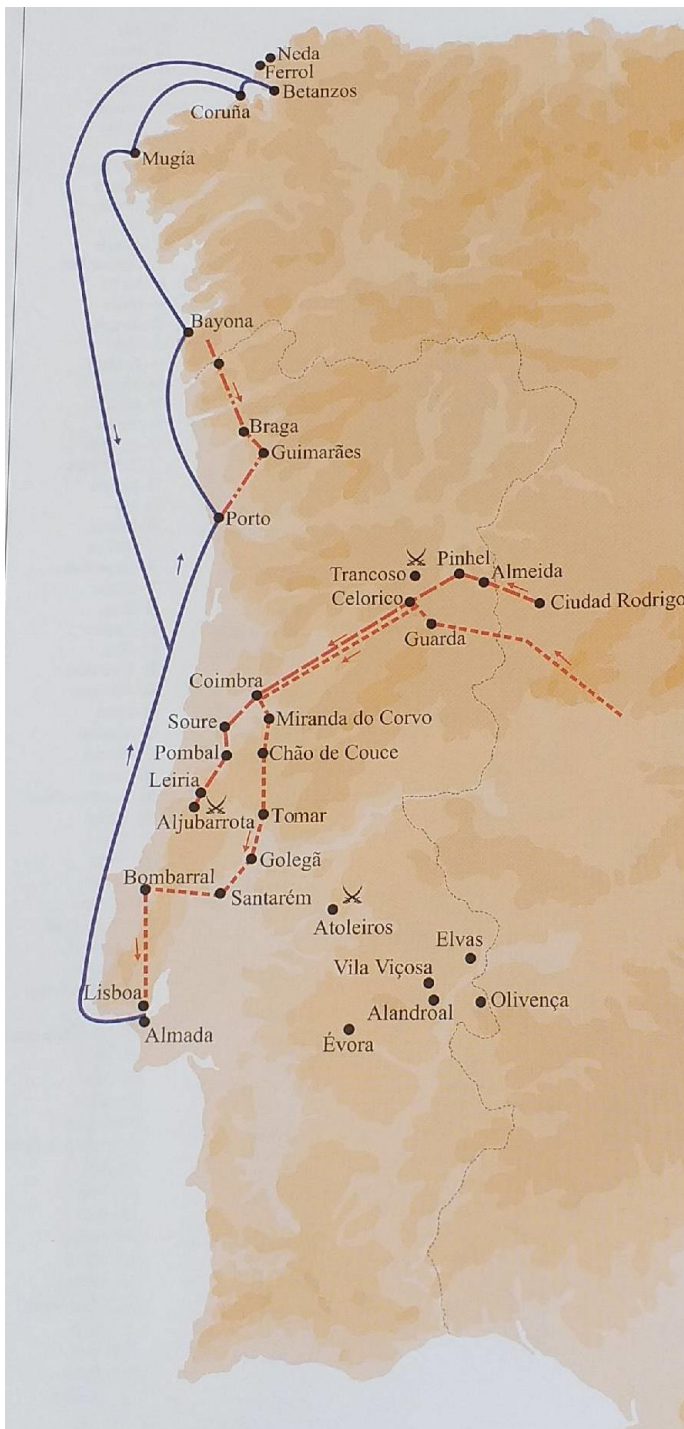 Neda
Ferrol
Betanzos
Coruña
Mugía
Bayona
Braga
Guimarães
Porto
Pinhel
Trancoso
Almeida
Celorico
Ciudad Rodrigo
Guarda
Coimbra
Soure
Miranda do Corvo
Pombal
Chão de Couce
Leiria
Aljubarrota
Tomar
Golegã
Bombarral
Santarém
Atoleiros
Elvas
Vila Viçosa
Lisboa
Alandroal
Olivença
Almada
Évora